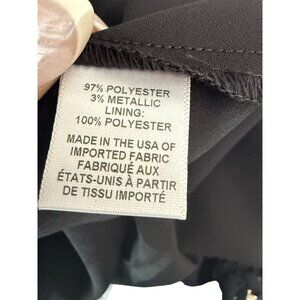 97% POLYESTER
3% METALLIC
LINING:
100% POLYESTER
MADE IN THE USA OF
IMPORTED FABRIC
FABRIQUÉ AUX
ÉTATS-UNIS À PARTIR
DE TISSU IMPORTÉ